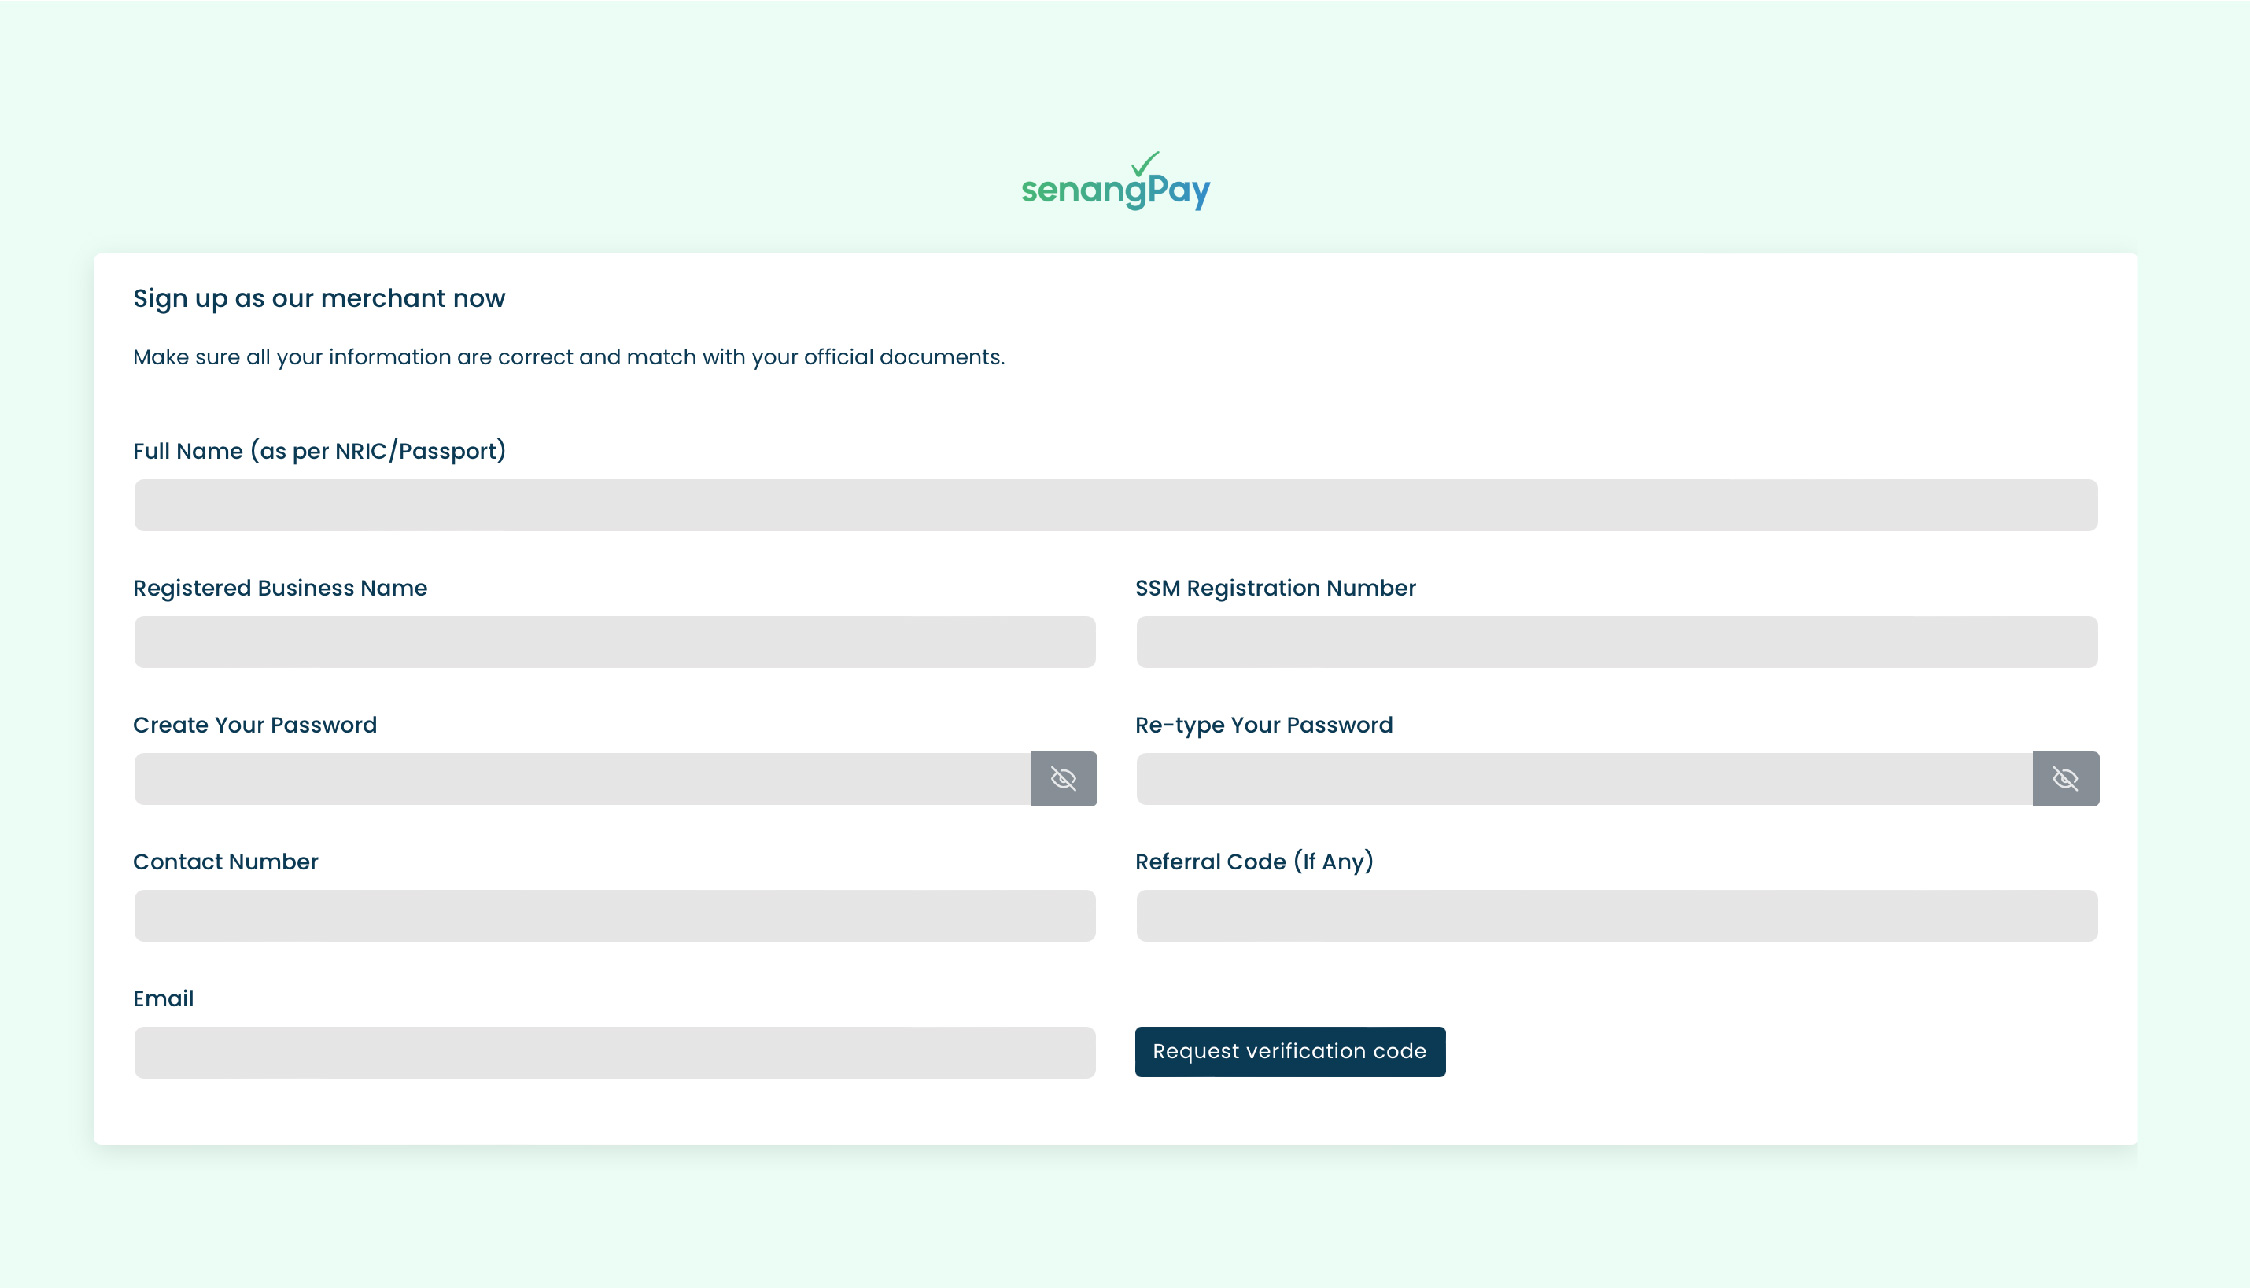 senangPay
Sign up as our merchant now
Make sure all your information are correct and match with your official documents.
Full Name (as per NRIC/Passport)
Registered Business Name
SSM Registration Number
Create Your Password
Re-type Your Password
Contact Number
Referral Code (If Any)
Email
Request verification code